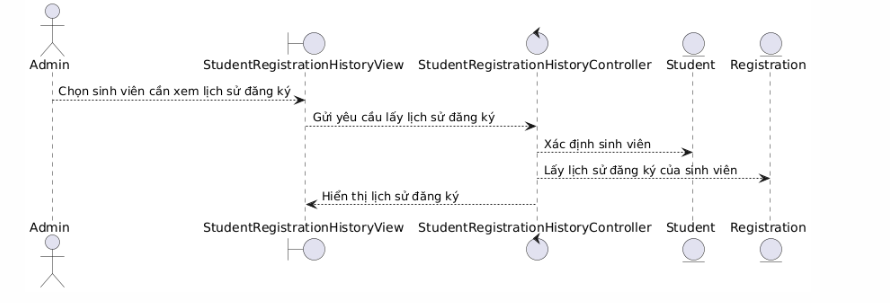 Admin StudentRegistrationHistoryView StudentRegistrationHistoryController Student Registration
Chọn sinh viên cần xem lịch sử đăng ký
Gửi yêu cầu lấy lịch sử đăng ký
Xác định sinh viên
Lấy lịch sử đăng ký của sinh viên
Hiển thị lịch sử đăng ký
Admin StudentRegistrationHistoryView StudentRegistrationHistoryController Student Registration